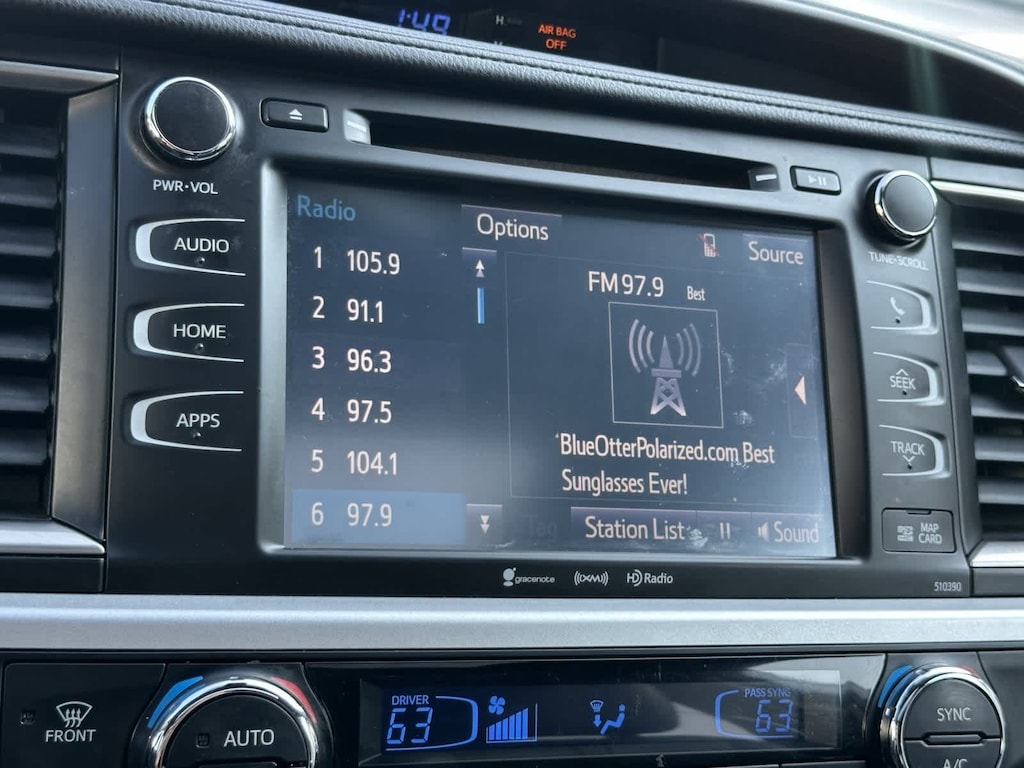 1:49
H
AIR BAG
OFF
PWR•VOL
AUDIO
HOME
APPS
Radio
1 105.9
2 91.1
3 96.3
4 97.5
5 104.1
6 97.9
Options
Source
FM 97.9 Best
BlueOtterPolarized.com Best
Sunglasses Ever!
Tag
Station List
Sound
TUNE•SCROLL
SEEK
TRACK
MAP
CARD
gracenote
((XM))
HD Radio
510390
FRONT
AUTO
DRIVER
63
PASS SYNC
63
SYNC
A/C